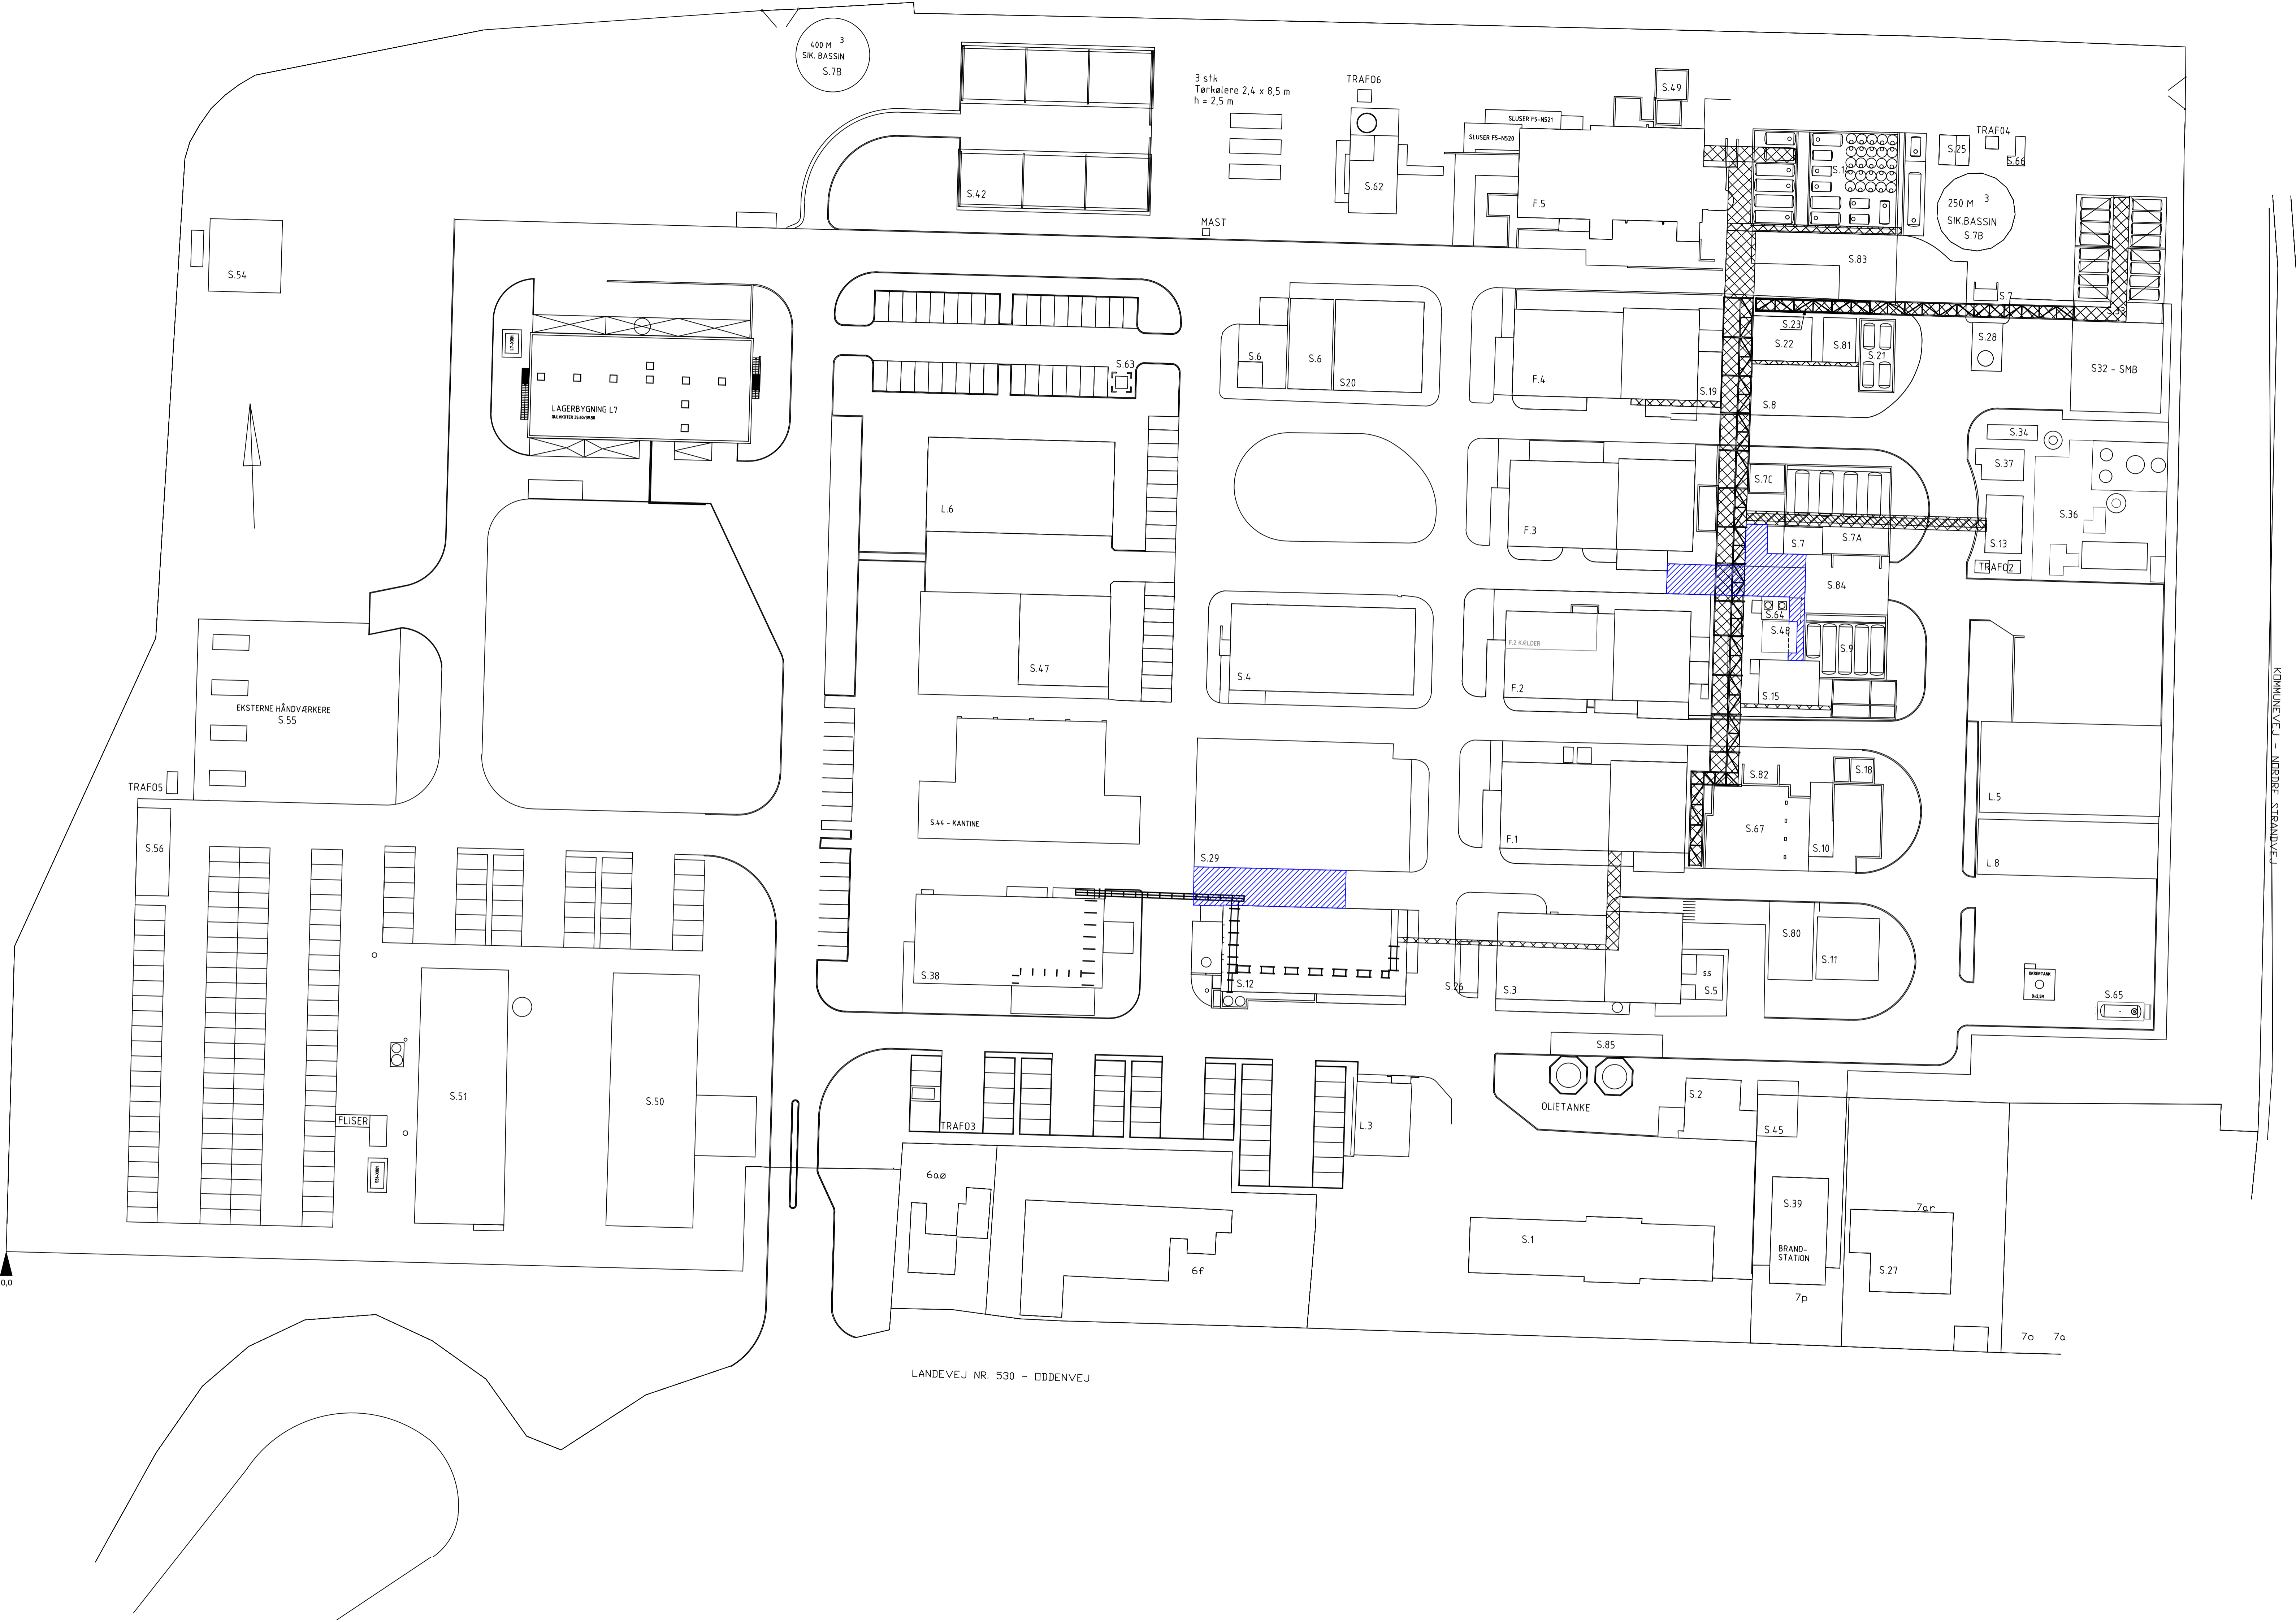 400 M 3
SIK. BASSIN
S.7B
S.42
3 stk
Tørkølere 2,4 x 8,5 m
h = 2,5 m
MAST
TRAFO6
S.62
SLUSER F5-N521
SLUSER F5-N520
F.5
S.49
TRAFO4
S.25
S.66
250 M 3
SIK.BASSIN
S.7B
S.83
S.7
S.54
LAGERBYGNING L7
S.63
S.6
S.6
S20
F.4
S.19
S.23
S.22
S.81
S.21
S.8
S.28
S32 - SMB
L.6
F.3
S.7C
S.7
S.7A
S.34
S.37
S.36
S.13
TRAFO2
S.84
S.47
S.4
F.2 KÆLDER
F.2
S.64
S.48
S.9
S.15
EKSTERNE HÅNDVÆRKERE
S.55
TRAFO5
S.56
S.44 - KANTINE
S.29
F.1
S.82
S.18
S.67
S.10
L.5
L.8
KOMMUNEVEJ - NORDRE STRANDVEJ
S.38
S.12
S.26
S.3
S.5
S.5
S.80
S.11
OKKERTANK
S.65
S.51
S.50
FLISER
S.85
OLIETANKE
TRAFO3
L.3
S.2
S.45
6aø
6f
S.1
S.39
BRAND-
STATION
7ar
S.27
7p
7o
7a
0,0
LANDEVEJ NR. 530 - ODDENVEJ